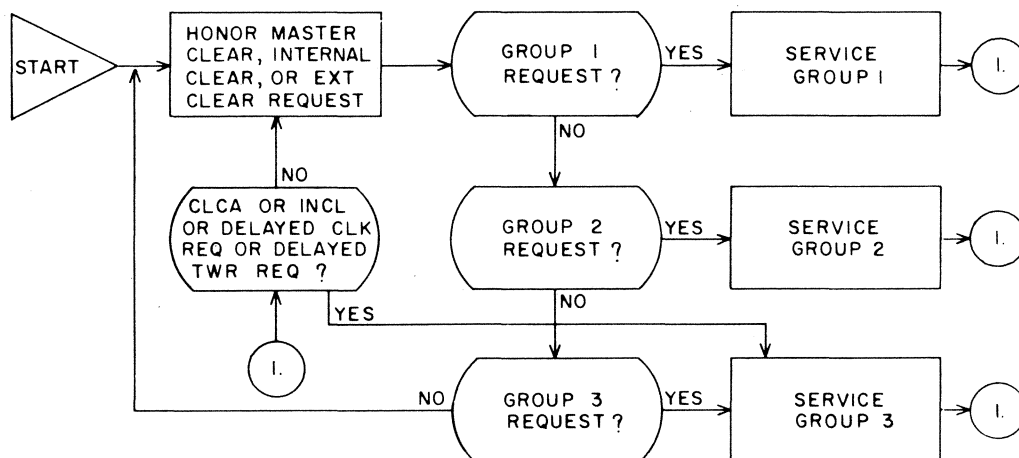 START
HONOR MASTER
CLEAR, INTERNAL
CLEAR, OR EXT
CLEAR REQUEST
GROUP 1
REQUEST?
YES
SERVICE
GROUP 1
1.
NO
NO
CLCA OR INCL
OR DELAYED CLK
REQ OR DELAYED
TWR REQ ?
GROUP 2
REQUEST?
YES
SERVICE
GROUP 2
1.
NO
YES
1.
NO
GROUP 3
REQUEST?
YES
SERVICE
GROUP 3
1.